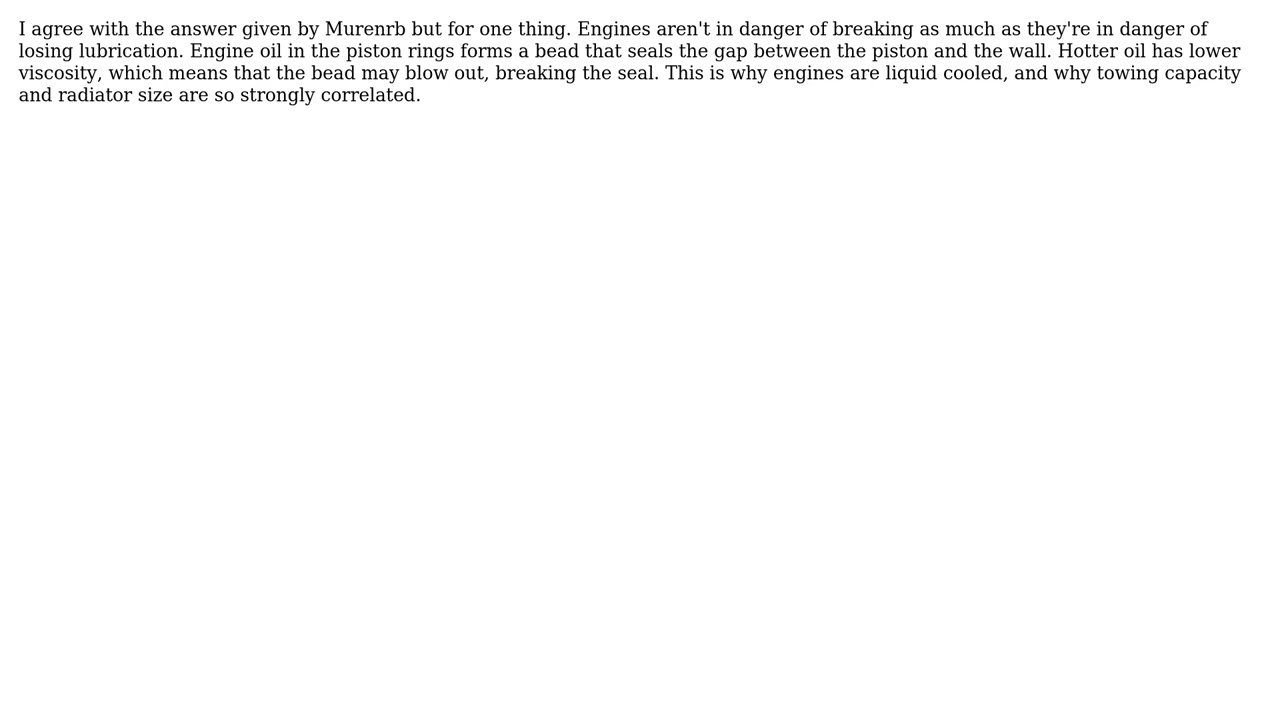 I agree with the answer given by Murenrb but for one thing. Engines aren't in danger of breaking as much as they're in danger of
losing lubrication. Engine oil in the piston rings forms a bead that seals the gap between the piston and the wall. Hotter oil has lower
viscosity, which means that the bead may blow out, breaking the seal. This is why engines are liquid cooled, and why towing capacity
and radiator size are so strongly correlated.